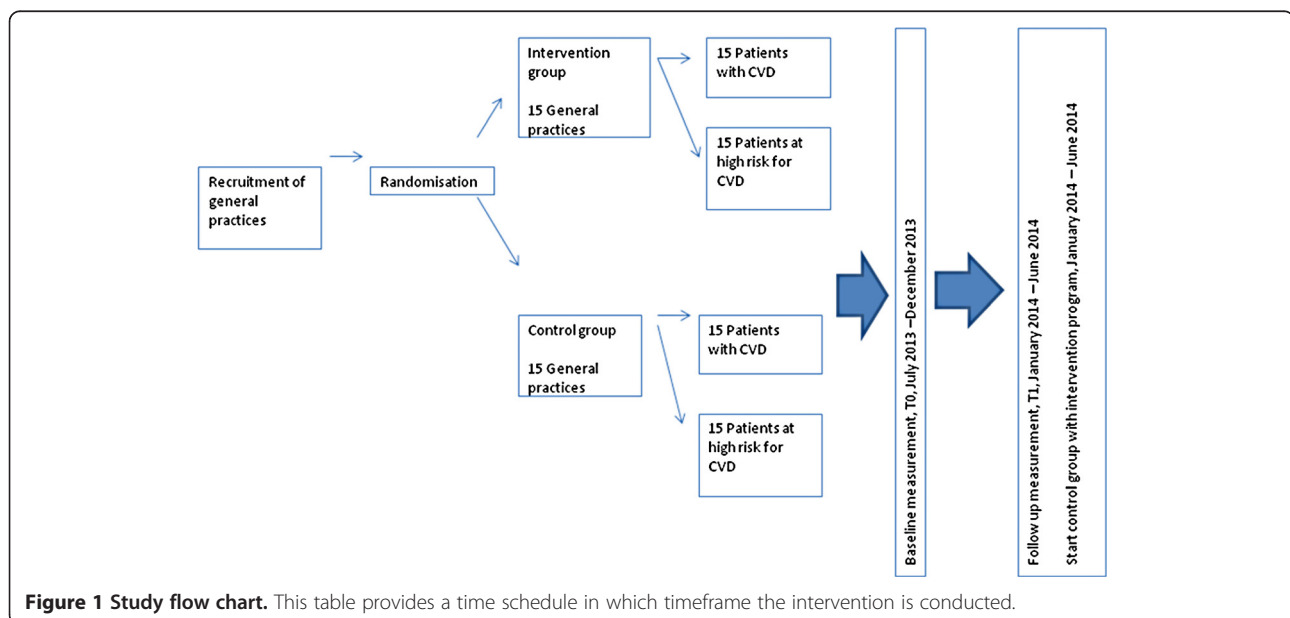 Recruitment of
general
practices
Randomisation
Intervention
group
15 General
practices
15 Patients
with CVD
15 Patients at
high risk for
CVD
Control group
15 General
practices
15 Patients
with CVD
15 Patients at
high risk for
CVD
Baseline measurement, T0, July 2013 –December 2013
Follow up measurement, T1, January 2014 – June 2014
Start control group with intervention program, January 2014 – June 2014
Figure 1 Study flow chart. This table provides a time schedule in which timeframe the intervention is conducted.